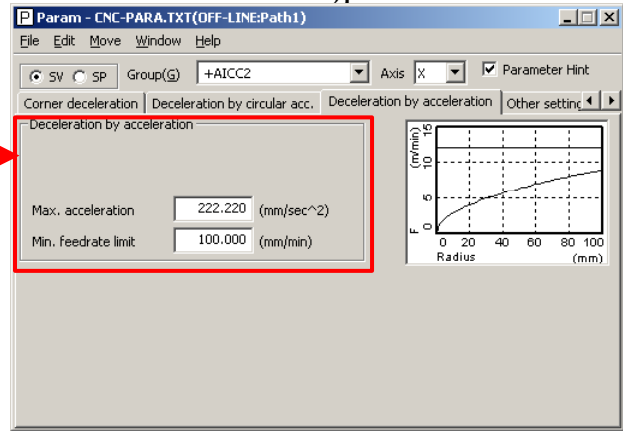 Param - CNC-PARA.TXT(OFF-LINE:Path1)
File Edit Move Window Help
SV SP Group(G) +AICC2 Axis X Parameter Hint
Corner deceleration Deceleration by circular acc. Deceleration by acceleration Other setting
Deceleration by acceleration
Max. acceleration 222.220 (mm/sec^2)
Min. feedrate limit 100.000 (mm/min)
F (m/min)
0 5 10 15
0 20 40 60 80 100
Radius (mm)